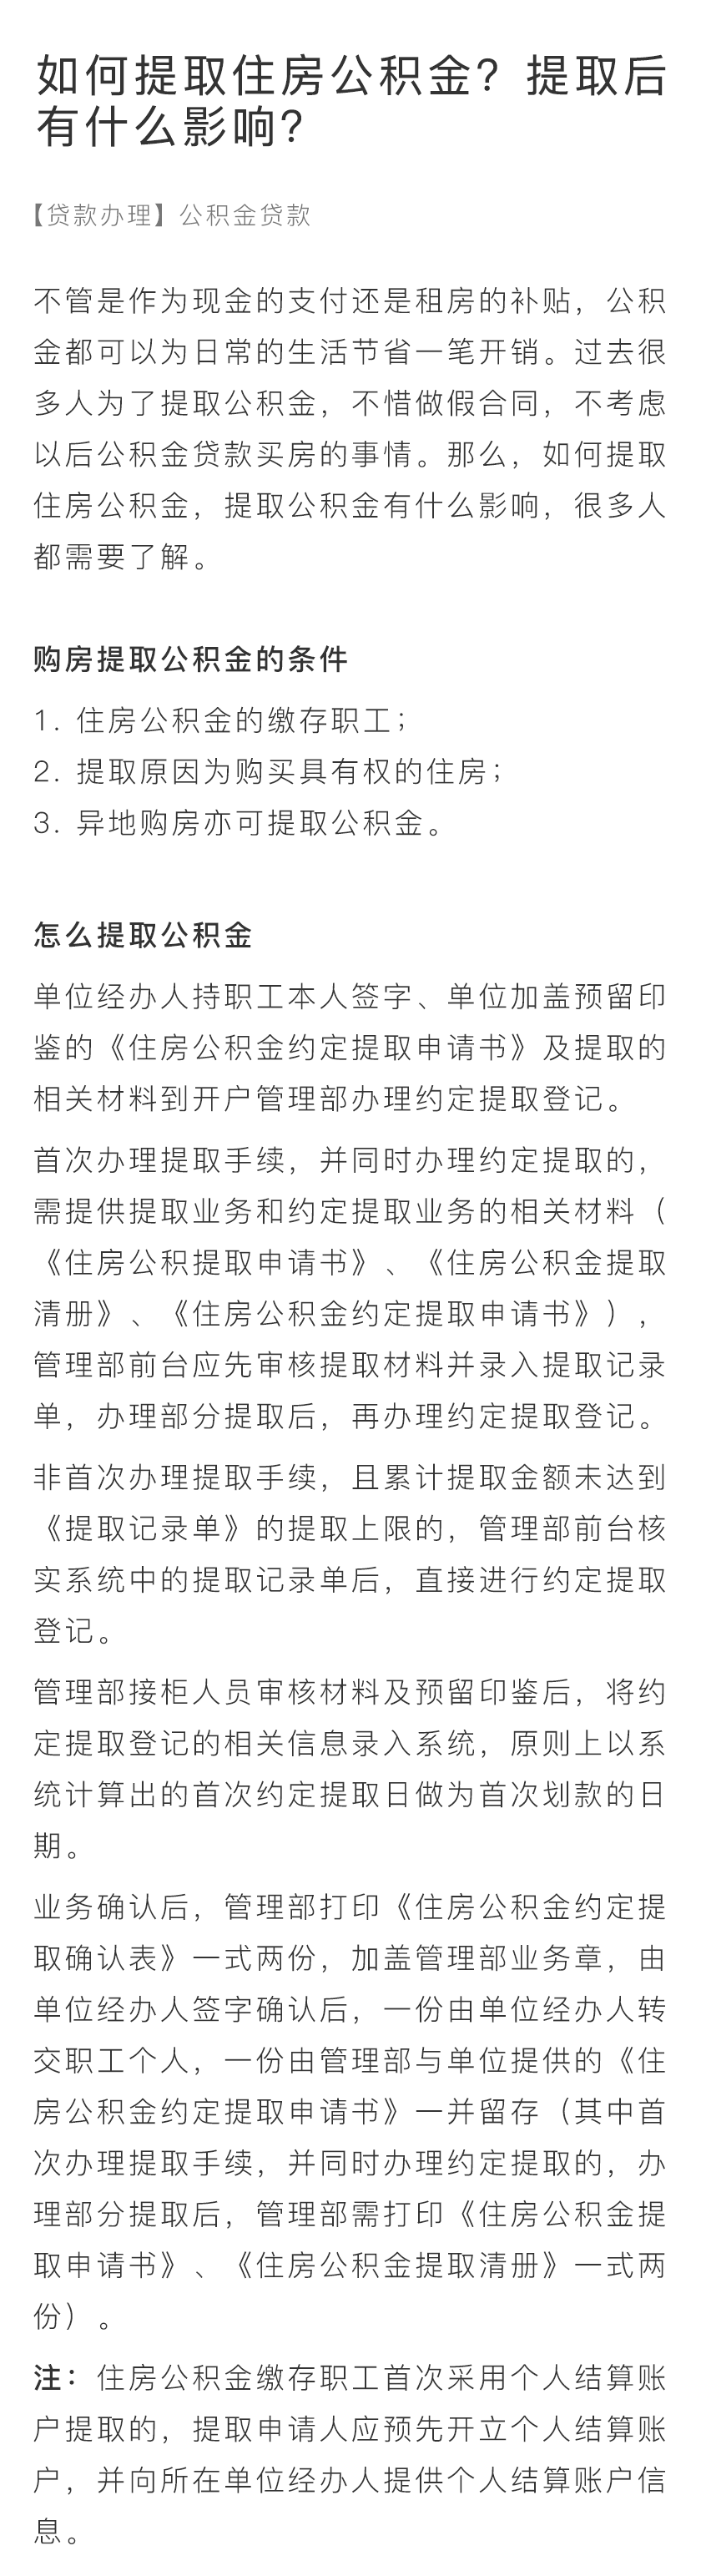 如何提取住房公积金？提取后
有什么影响？
【贷款办理】公积金贷款
不管是作为现金的支付还是租房的补贴，公积
金都可以为日常的生活节省一笔开销。过去很
多人为了提取公积金，不惜做假合同，不考虑
以后公积金贷款买房的事情。那么，如何提取
住房公积金，提取公积金有什么影响，很多人
都需要了解。
购房提取公积金的条件
1. 住房公积金的缴存职工；
2. 提取原因为购买具有权的住房；
3. 异地购房亦可提取公积金。
怎么提取公积金
单位经办人持职工本人签字、单位加盖预留印
鉴的《住房公积金约定提取申请书》及提取的
相关材料到开户管理部办理约定提取登记。
首次办理提取手续，并同时办理约定提取的，
需提供提取业务和约定提取业务的相关材料（
《住房公积提取申请书》、《住房公积金提取
清册》、《住房公积金约定提取申请书》），
管理部前台应先审核提取材料并录入提取记录
单，办理部分提取后，再办理约定提取登记。
非首次办理提取手续，且累计提取金额未达到
《提取记录单》的提取上限的，管理部前台核
实系统中的提取记录单后，直接进行约定提取
登记。
管理部接柜人员审核材料及预留印鉴后，将约
定提取登记的相关信息录入系统，原则上以系
统计算出的首次约定提取日做为首次划款的日
期。
业务确认后，管理部打印《住房公积金约定提
取确认表》一式两份，加盖管理部业务章，由
单位经办人签字确认后，一份由单位经办人转
交职工个人，一份由管理部与单位提供的《住
房公积金约定提取申请书》一并留存（其中首
次办理提取手续，并同时办理约定提取的，办
理部分提取后，管理部需打印《住房公积金提
取申请书》、《住房公积金提取清册》一式两
份）。
注：住房公积金缴存职工首次采用个人结算账
户提取的，提取申请人应预先开立个人结算账
户，并向所在单位经办人提供个人结算账户信
息。